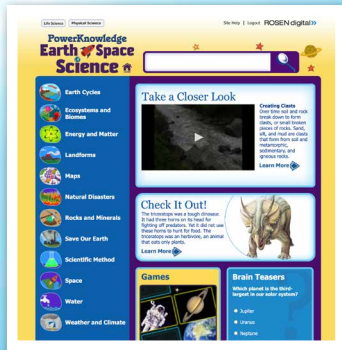 Life Science
Physical Science
Site Help | Logout ROSEN digital
PowerKnowledge
Earth & Space
Science
Earth Cycles
Ecosystems and
Biomes
Energy and Matter
Landforms
Maps
Natural Disasters
Rocks and Minerals
Save Our Earth
Scientific Method
Space
Water
Weather and Climate
Take a Closer Look
Creating Clasts
Over time soil and rock
break down to form
clasts, or small broken
pieces of rocks. Sand,
silt, and mud are clasts
that form from soil and
metamorphic,
sedimentary, and
igneous rocks.
Learn More
Check It Out!
The triceratops was a tough dinosaur.
It had three horns on its head for
fighting off predators. Yet it did not use
these horns to hunt for food. The
triceratops was an herbivore, an animal
that eats only plants.
Learn More
Games
Brain Teasers
Which planet is the third-
largest in our solar system?
Jupiter
Uranus
Neptune